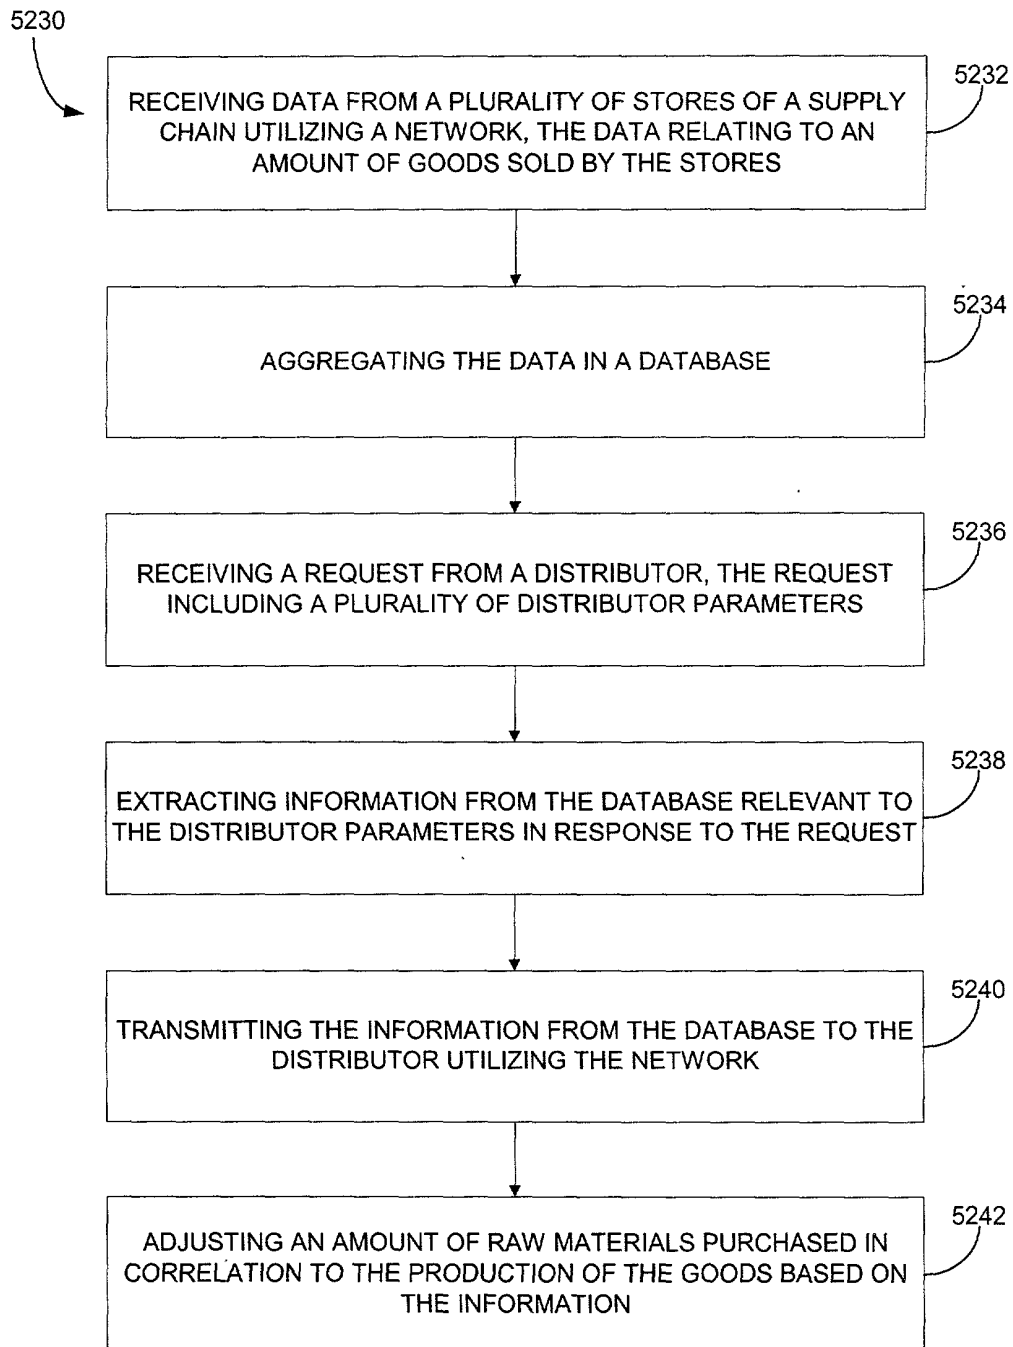 5230
5232
RECEIVING DATA FROM A PLURALITY OF STORES OF A SUPPLY
CHAIN UTILIZING A NETWORK, THE DATA RELATING TO AN
AMOUNT OF GOODS SOLD BY THE STORES
5234
AGGREGATING THE DATA IN A DATABASE
5236
RECEIVING A REQUEST FROM A DISTRIBUTOR, THE REQUEST
INCLUDING A PLURALITY OF DISTRIBUTOR PARAMETERS
5238
EXTRACTING INFORMATION FROM THE DATABASE RELEVANT TO
THE DISTRIBUTOR PARAMETERS IN RESPONSE TO THE REQUEST
5240
TRANSMITTING THE INFORMATION FROM THE DATABASE TO THE
DISTRIBUTOR UTILIZING THE NETWORK
5242
ADJUSTING AN AMOUNT OF RAW MATERIALS PURCHASED IN
CORRELATION TO THE PRODUCTION OF THE GOODS BASED ON
THE INFORMATION